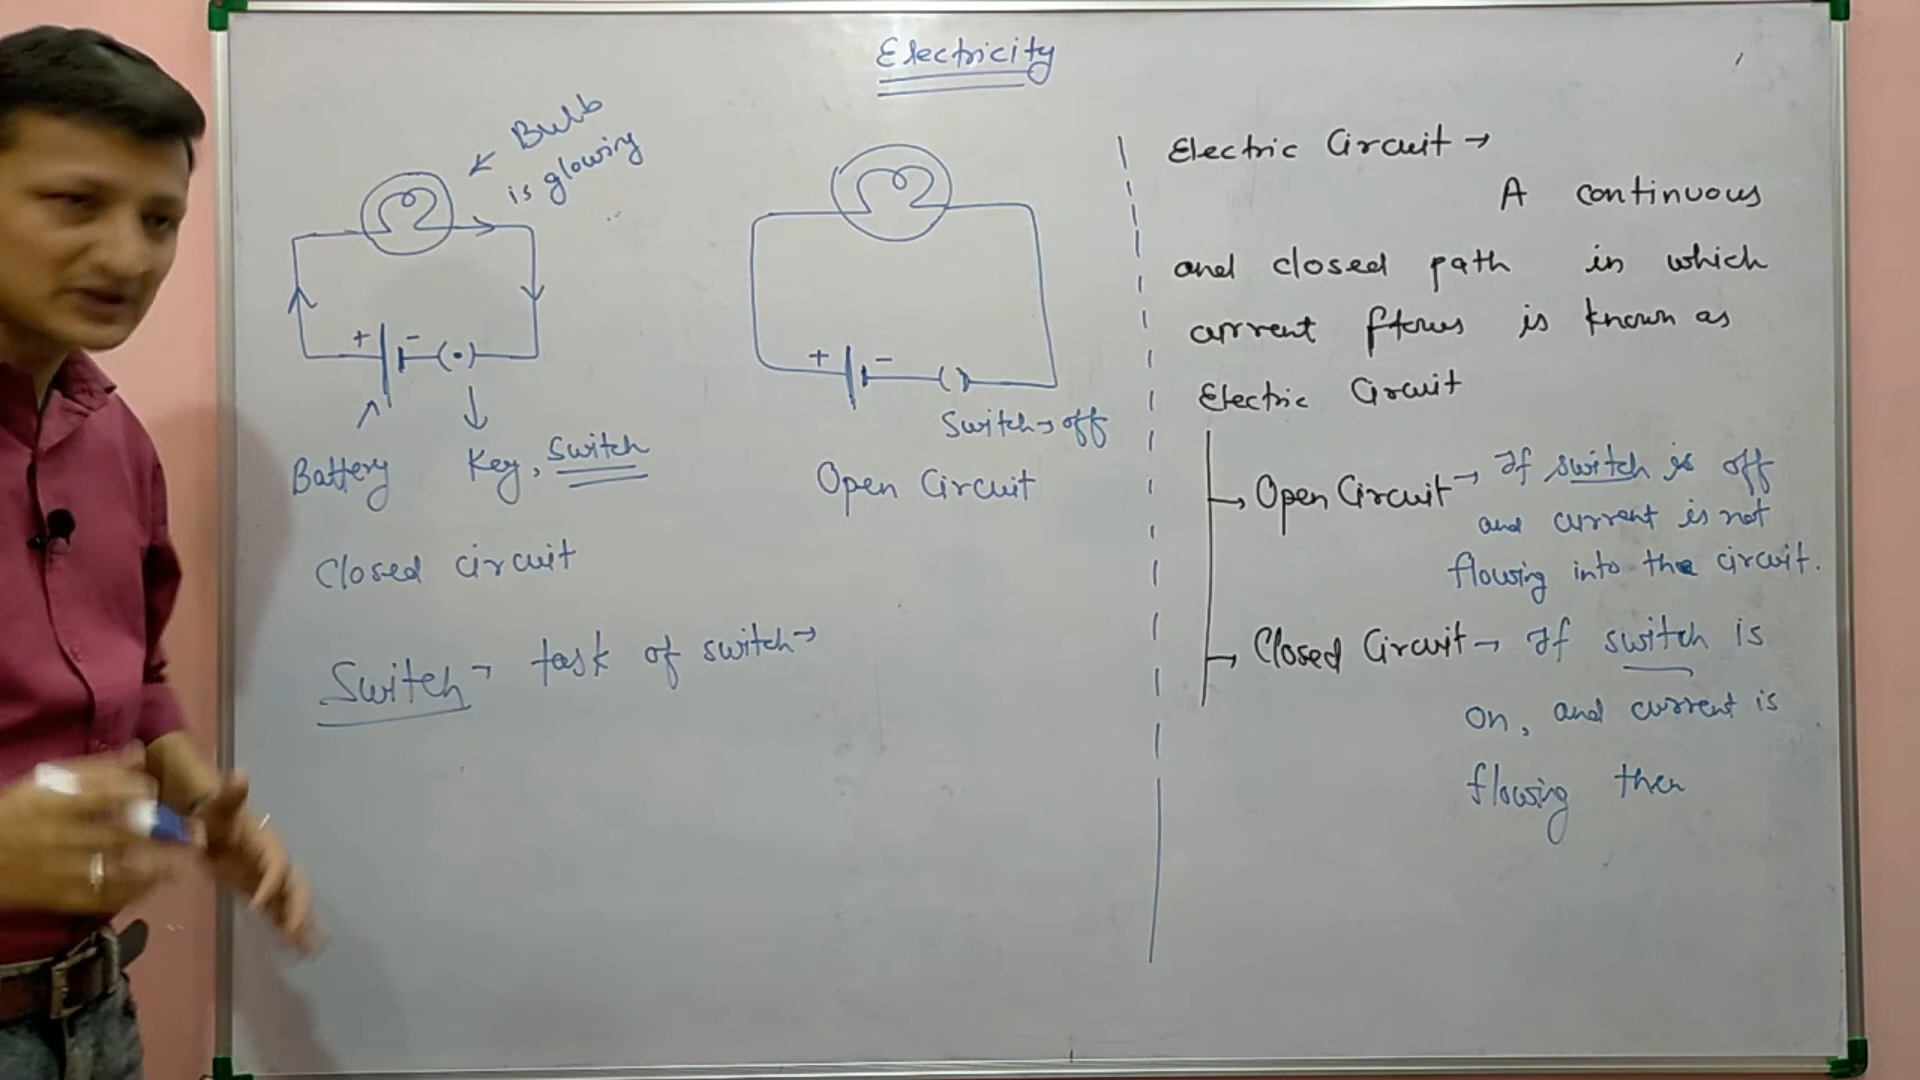 Electricity
Bulb
is glowing
+ -
Battery
Key, Switch
Closed circuit
+ -
Switch → off
Open Circuit
Switch → task of switch →
Electric Circuit →
A continuous
and closed path in which
current flows is known as
Electric Circuit
→ Open Circuit → If switch is off
and current is not
flowing into the circuit.
→ Closed Circuit → If switch is
on, and current is
flowing then